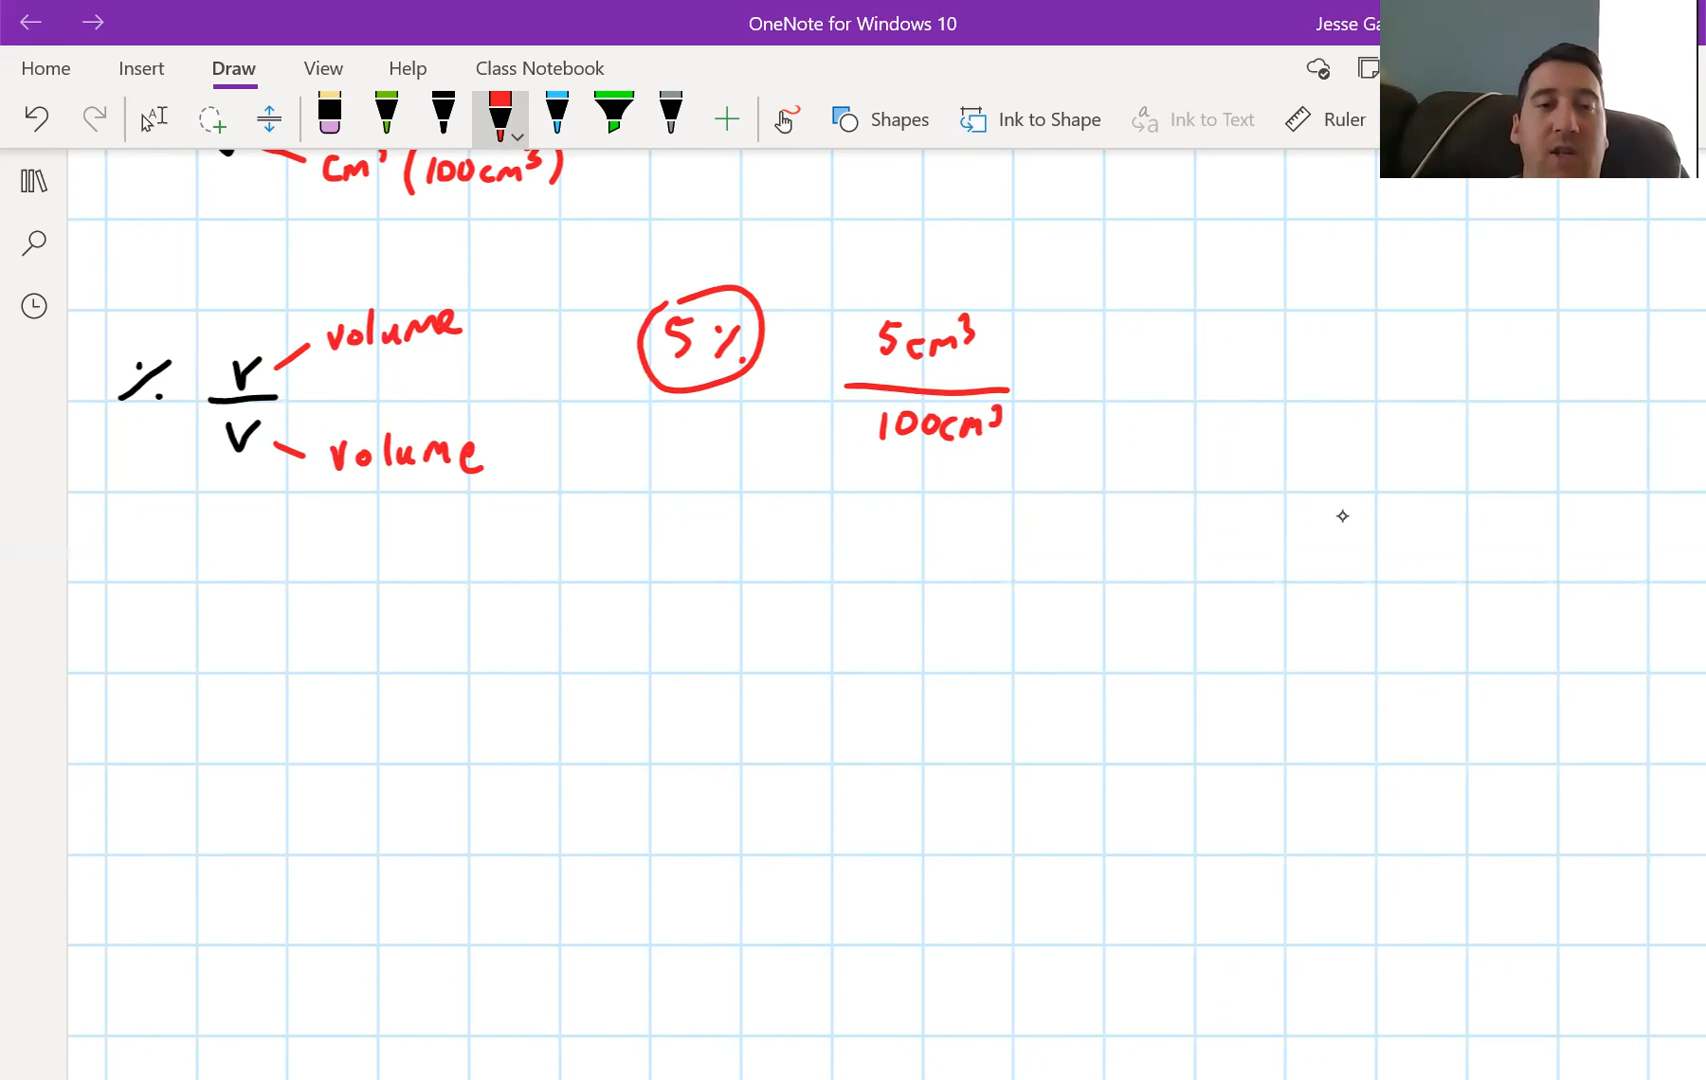 OneNote for Windows 10
Jesse Ga
Home Insert Draw View Help Class Notebook
Shapes Ink to Shape Ink to Text Ruler
cm³ (100cm³)
% v/v
volume
volume
5%
5cm³
100cm³